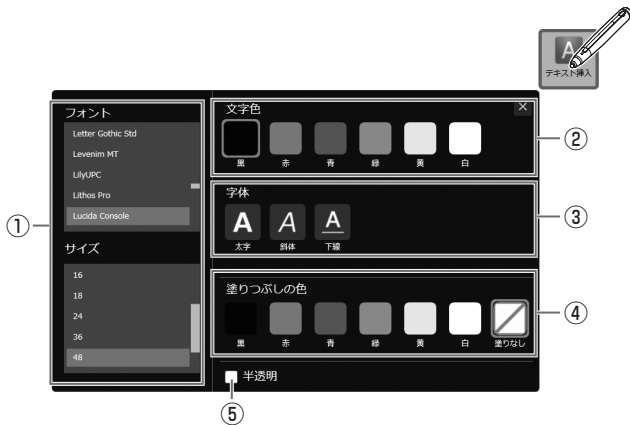 A
テキスト挿入
フォント
Letter Gothic Std
Levenim MT
LilyUPC
Lithos Pro
Lucida Console
サイズ
16
18
24
36
48
文字色
×
黒 赤 青 緑 黄 白
字体
A A A
太字 斜体 下線
塗りつぶしの色
黒 赤 青 緑 黄 白 塗りなし
半透明
①
②
③
④
⑤